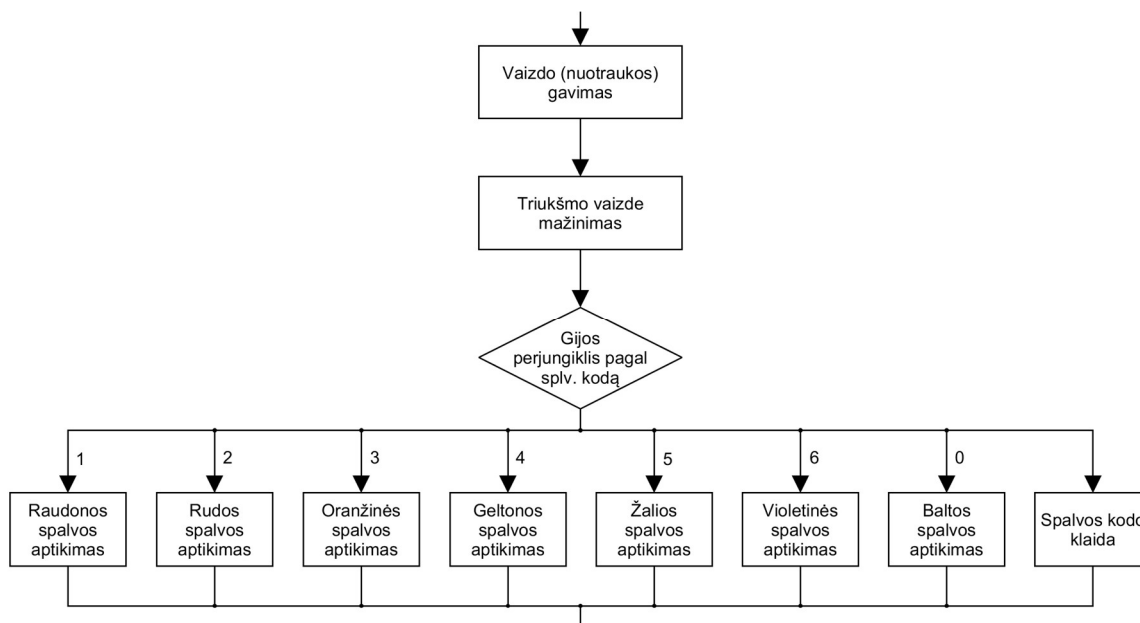 Vaizdo (nuotraukos)
gavimas
Triukšmo vaizde
mažinimas
Gijos
perjungiklis pagal
splv. kodą
1
2
3
4
5
6
0
Raudonos
spalvos
aptikimas
Rudos
spalvos
aptikimas
Oranžinės
spalvos
aptikimas
Geltonos
spalvos
aptikimas
Žalios
spalvos
aptikimas
Violetinės
spalvos
aptikimas
Baltos
spalvos
aptikimas
Spalvos kodo
klaida